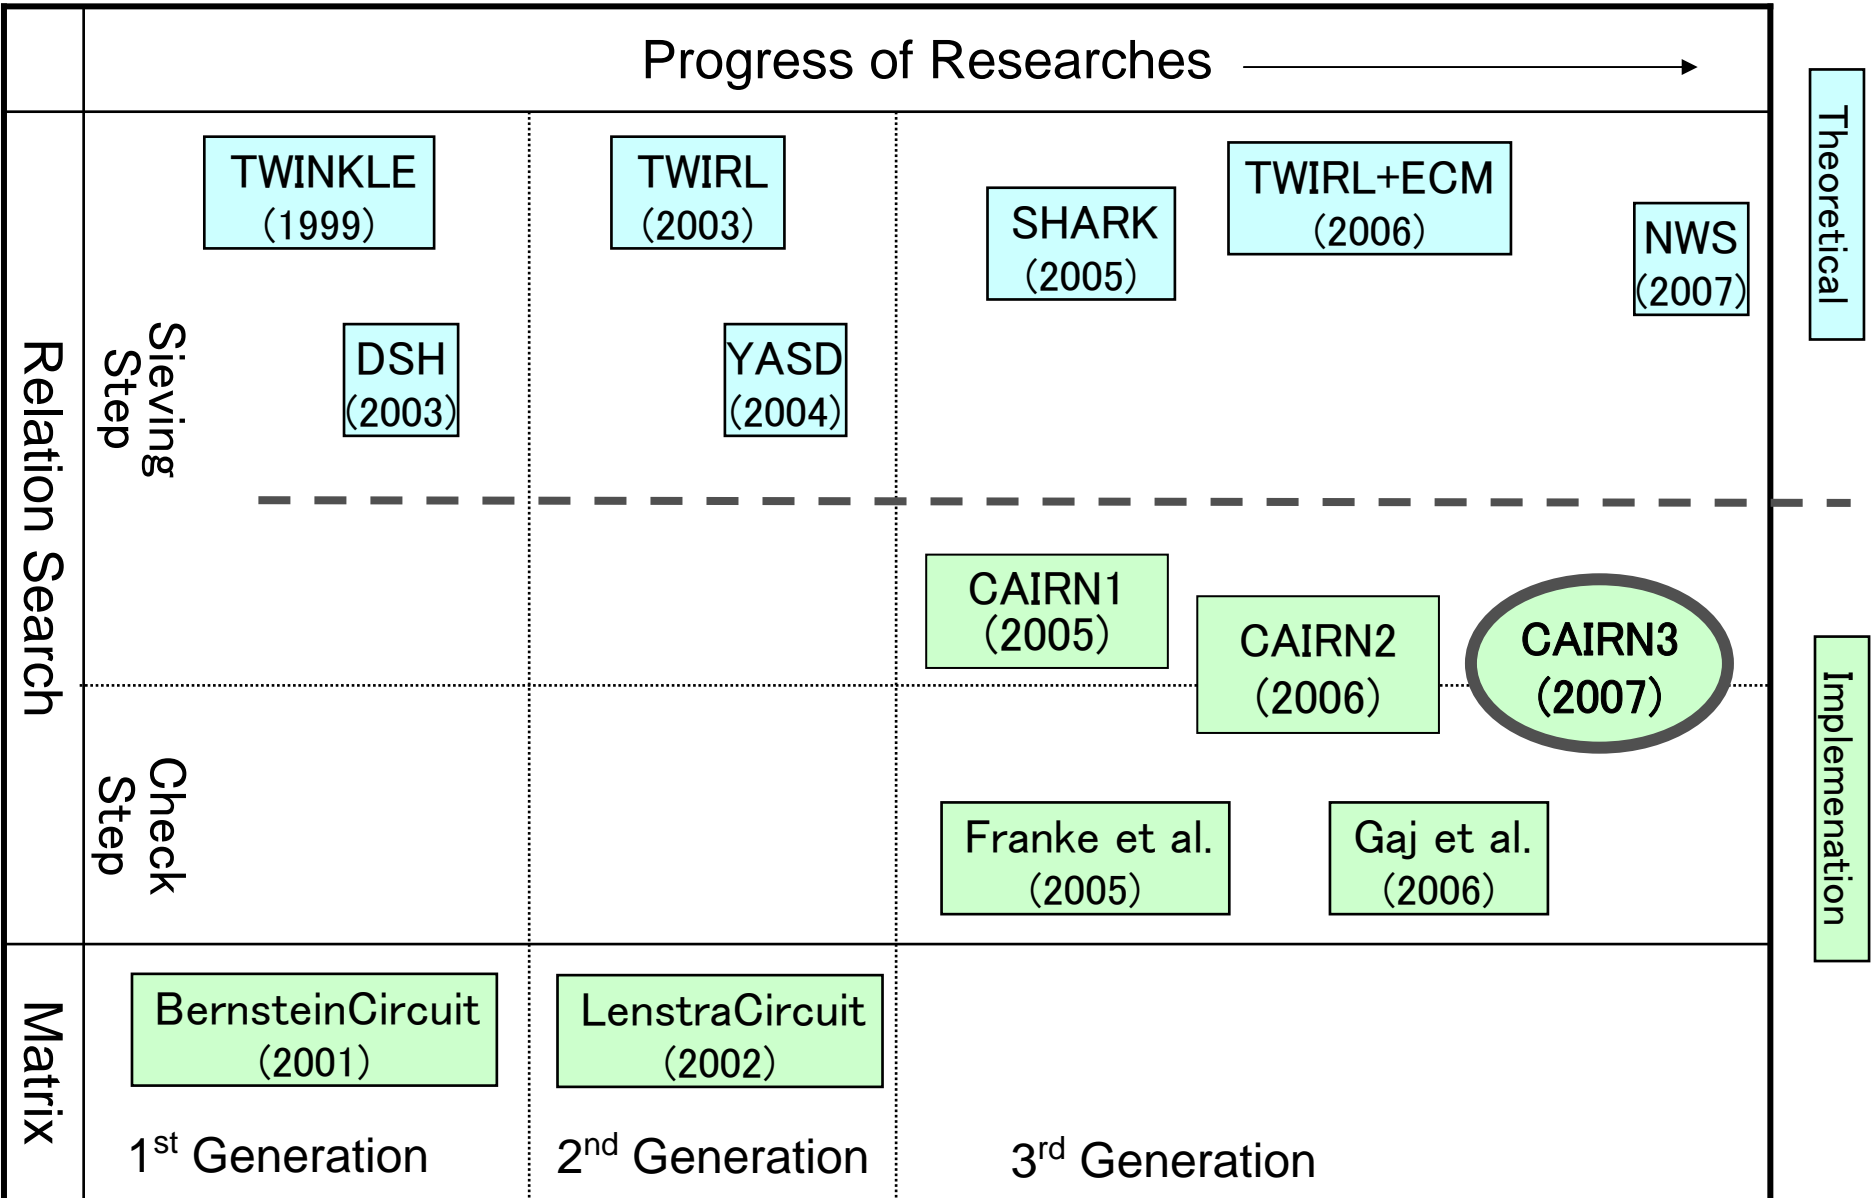 Progress of Researches
Theoretical
TWINKLE
(1999)
TWIRL
(2003)
SHARK
(2005)
TWIRL+ECM
(2006)
NWS
(2007)
Relation Search
Sieving
Step
DSH
(2003)
YASD
(2004)
CAIRN1
(2005)
CAIRN2
(2006)
CAIRN3
(2007)
Implemenation
Check
Step
Franke et al.
(2005)
Gaj et al.
(2006)
Matrix
BernsteinCircuit
(2001)
LenstraCircuit
(2002)
1st Generation
2nd Generation
3rd Generation